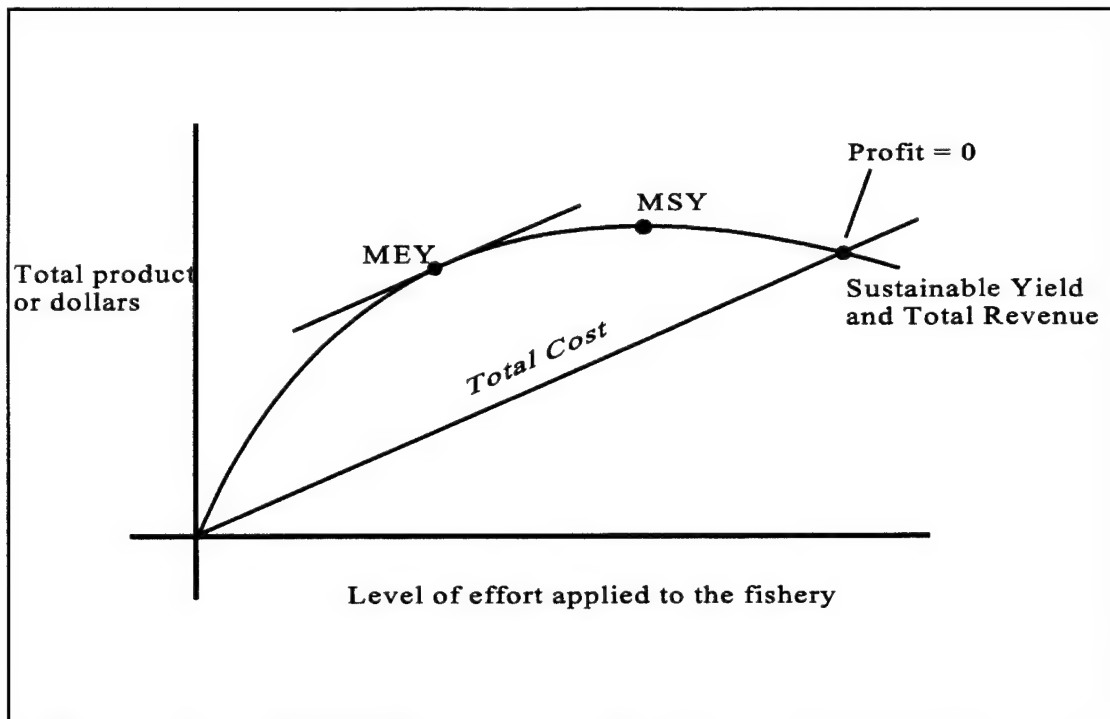 Profit = 0
MSY
MEY
Total product
or dollars
Sustainable Yield
and Total Revenue
Total Cost
Level of effort applied to the fishery